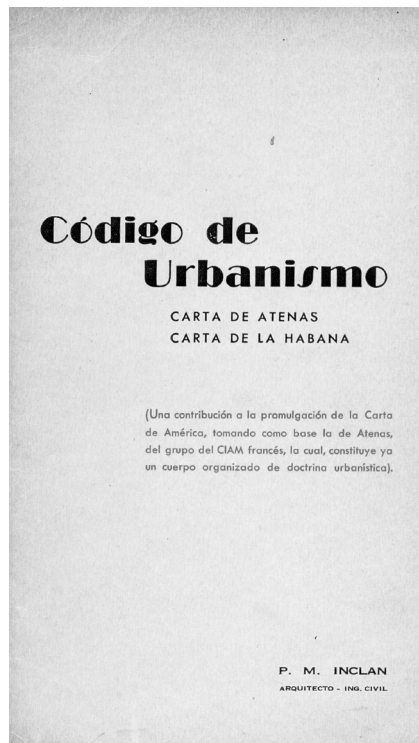 Código de
Urbanismo
CARTA DE ATENAS
CARTA DE LA HABANA
(Una contribución a la promulgación de la Carta
de América, tomando como base la de Atenas,
del grupo del CIAM francés, la cual, constituye ya
un cuerpo organizado de doctrina urbanística).
P. M. INCLAN
ARQUITECTO - ING. CIVIL